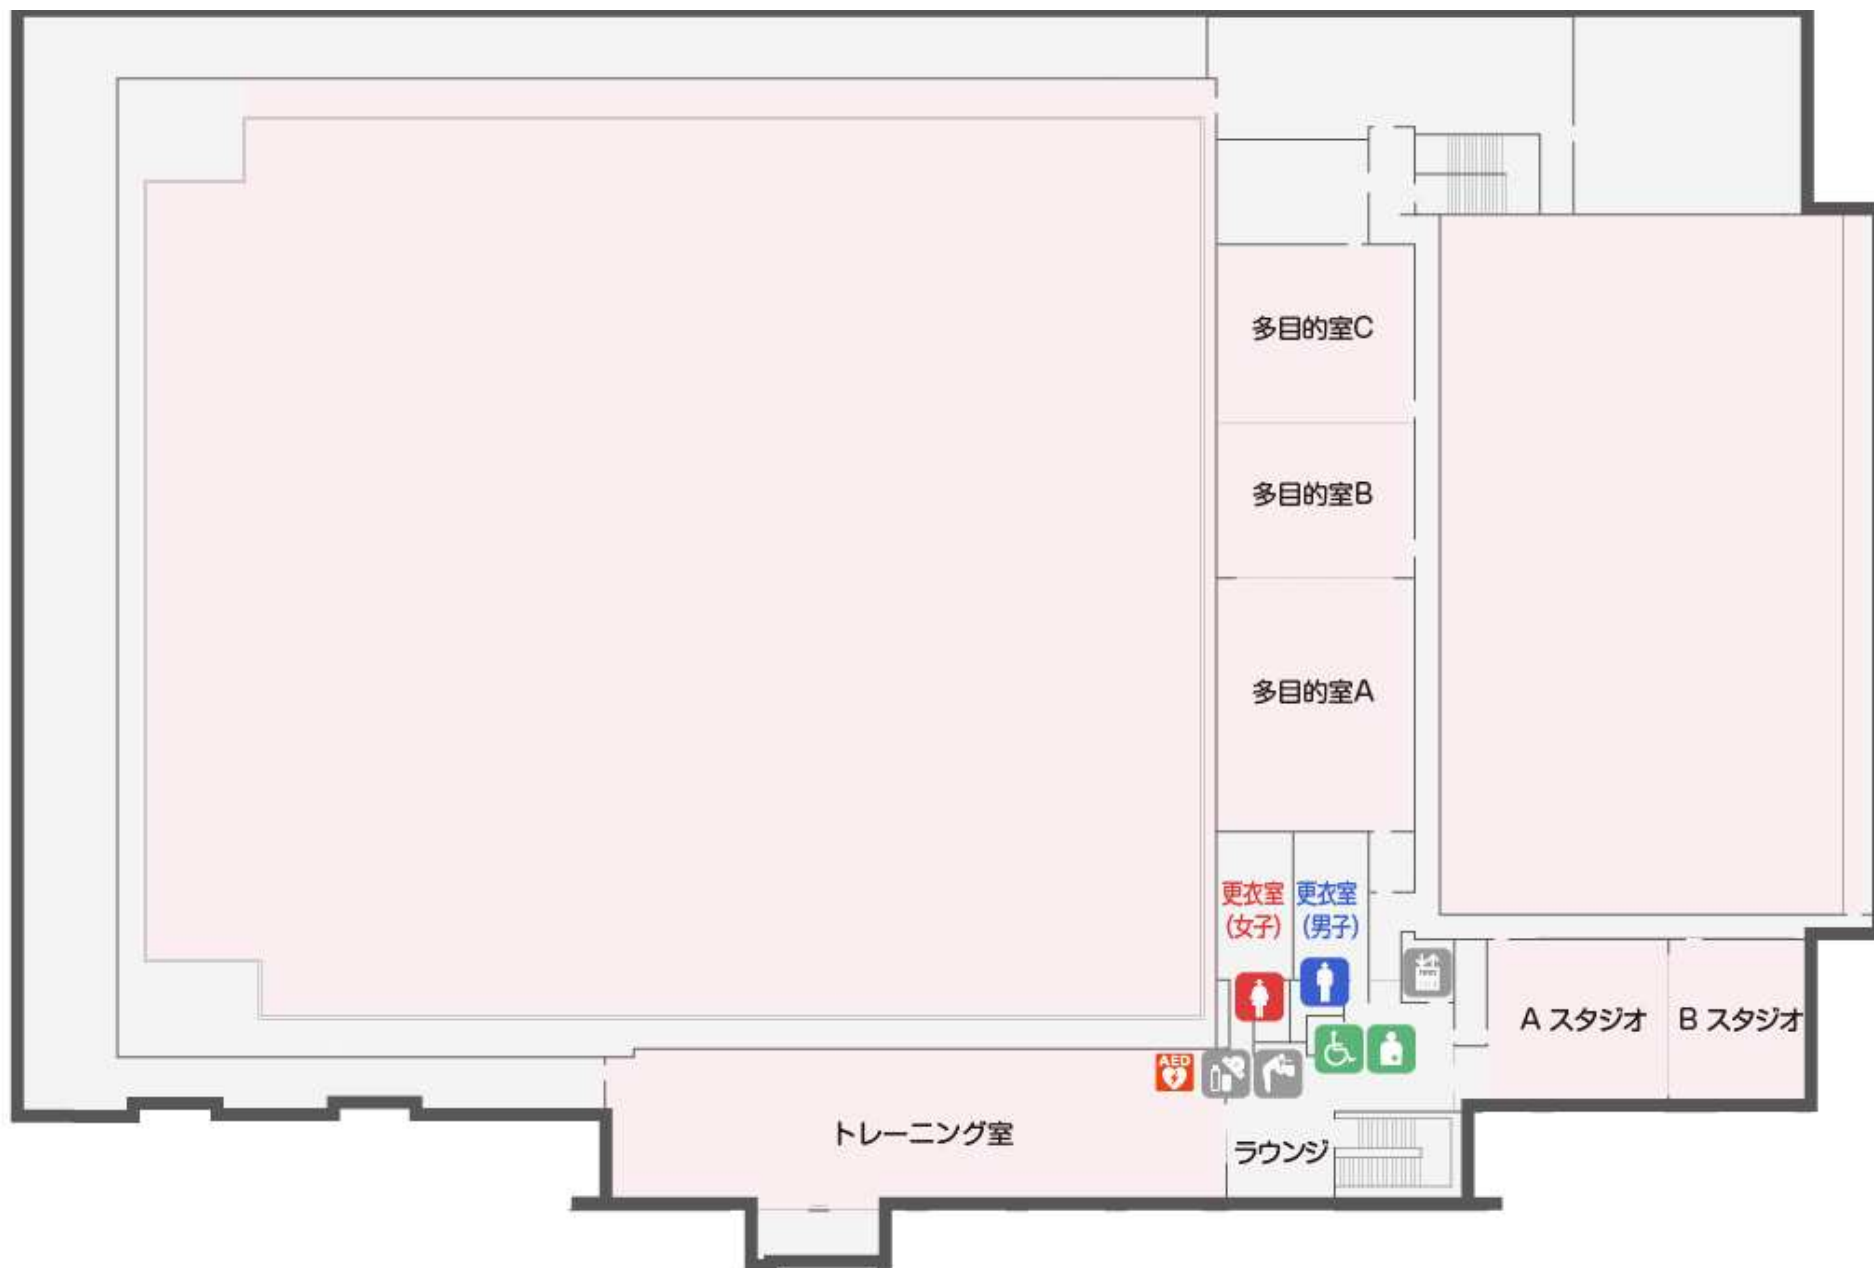 多目的室C
多目的室B
多目的室A
更衣室
(女子)
更衣室
(男子)
A スタジオ
B スタジオ
AED
トレーニング室
ラウンジ